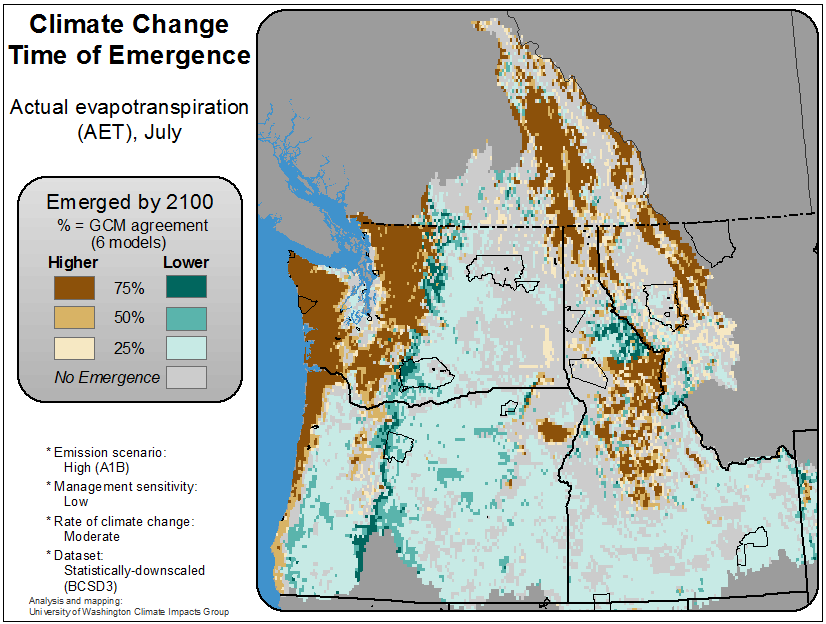 Climate Change
Time of Emergence
Actual evapotranspiration
(AET), July
Emerged by 2100
% = GCM agreement
(6 models)
Higher Lower
75%
50%
25%
No Emergence
* Emission scenario:
High (A1B)
* Management sensitivity:
Low
* Rate of climate change:
Moderate
* Dataset:
Statistically-downscaled
(BCSD3)
Analysis and mapping:
University of Washington Climate Impacts Group